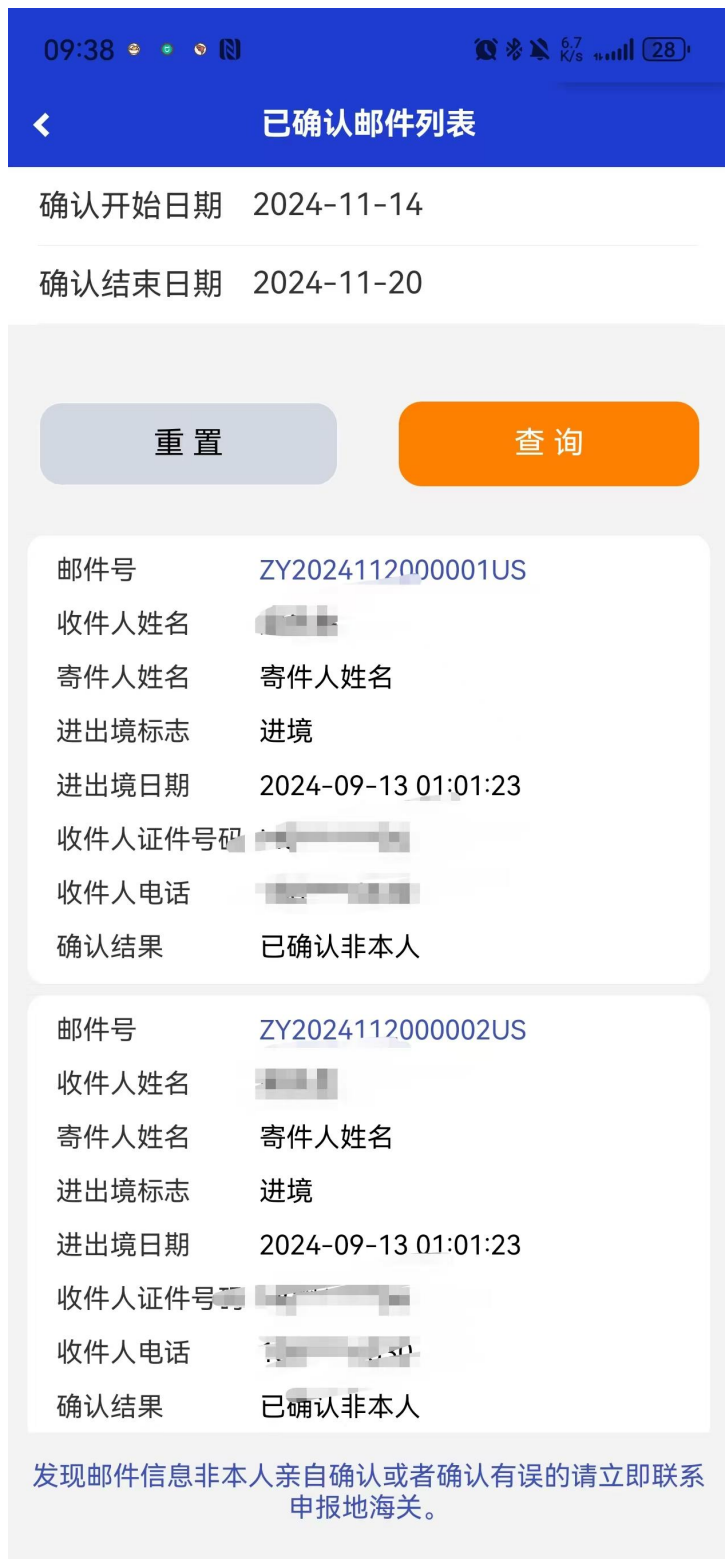 09:38
6.7
K/s
28
已确认邮件列表
确认开始日期 2024-11-14
确认结束日期 2024-11-20
重置 查询
邮件号 ZY2024112000001US
收件人姓名
寄件人姓名 寄件人姓名
进出境标志 进境
进出境日期 2024-09-13 01:01:23
收件人证件号码
收件人电话
确认结果 已确认非本人
邮件号 ZY2024112000002US
收件人姓名
寄件人姓名 寄件人姓名
进出境标志 进境
进出境日期 2024-09-13 01:01:23
收件人证件号码
收件人电话
确认结果 已确认非本人
发现邮件信息非本人亲自确认或者确认有误的请立即联系
申报地海关。